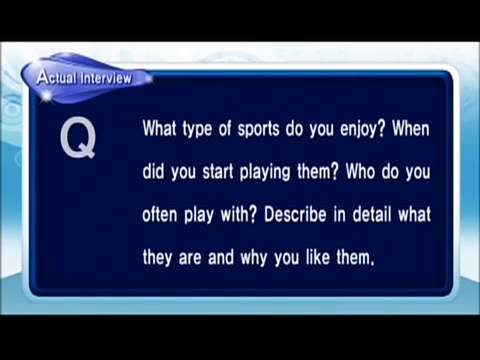 Actual Interview
Q
What type of sports do you enjoy? When
did you start playing them? Who do you
often play with? Describe in detail what
they are and why you like them.